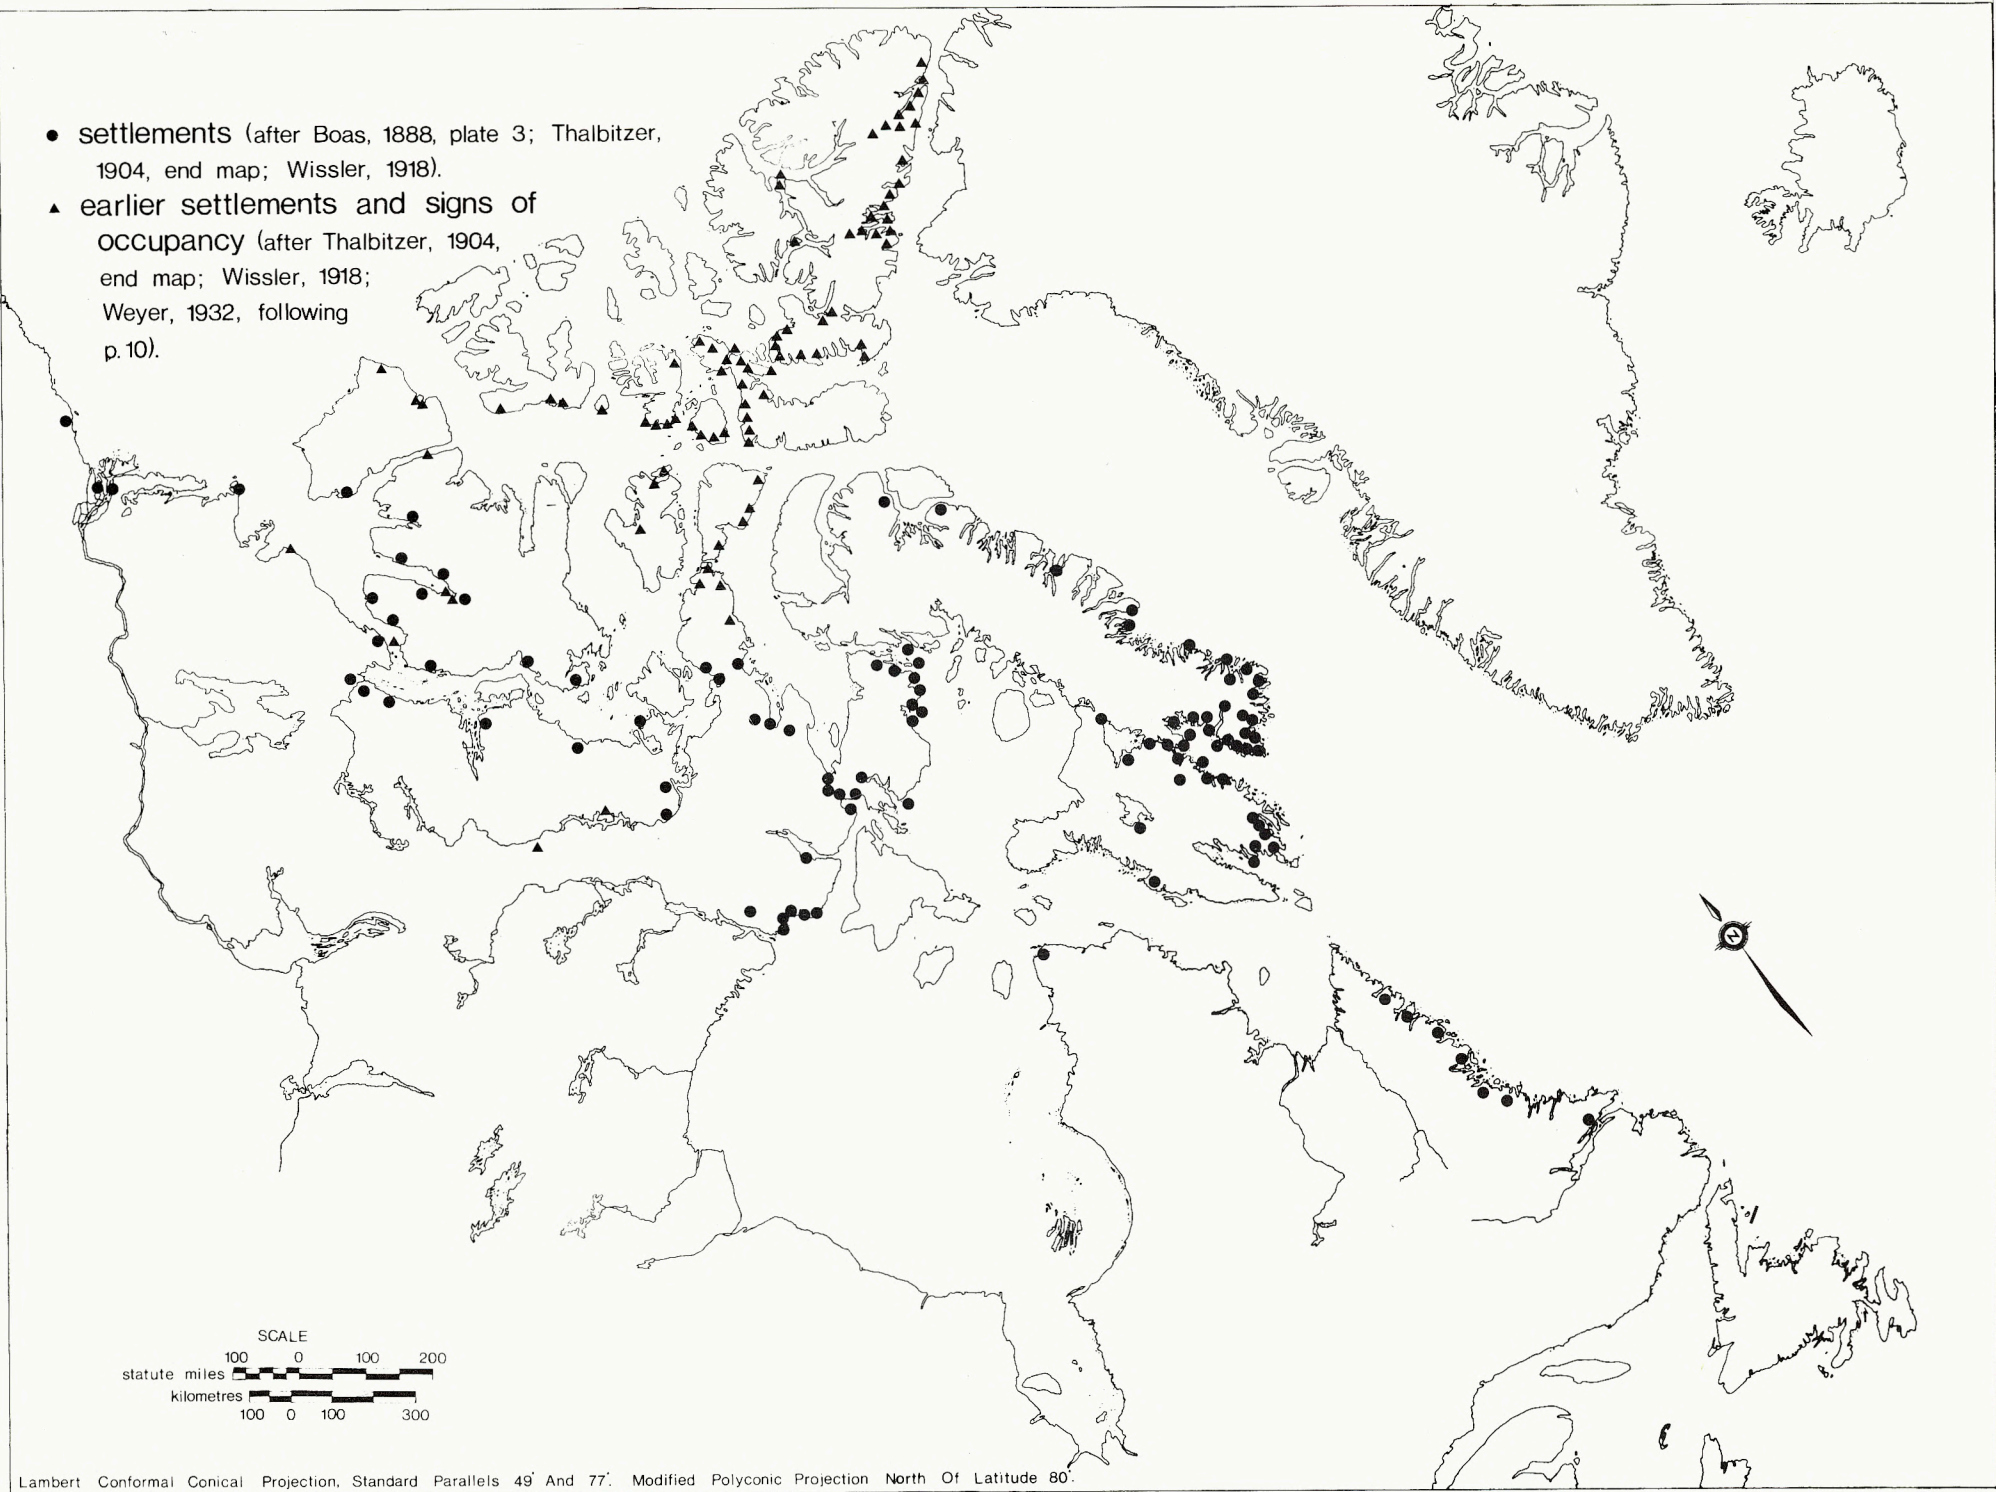 ● settlements (after Boas, 1888, plate 3; Thalbitzer,
1904, end map; Wissler, 1918).
▲ earlier settlements and signs of
occupancy (after Thalbitzer, 1904,
end map; Wissler, 1918;
Weyer, 1932, following
p. 10).
N
SCALE
100 0 100 200
statute miles
kilometres
100 0 100 300
Lambert Conformal Conical Projection, Standard Parallels 49° And 77°. Modified Polyconic Projection North Of Latitude 80°.